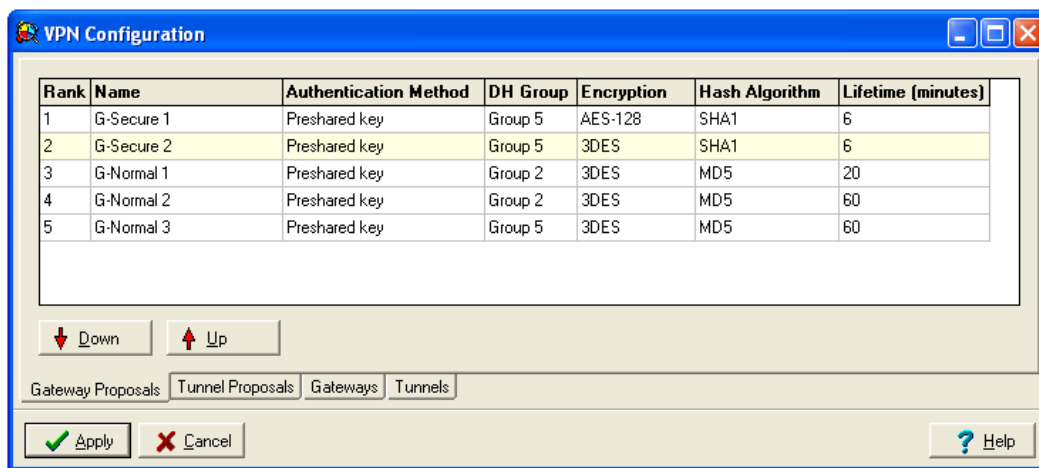 VPN Configuration
Rank Name Authentication Method DH Group Encryption Hash Algorithm Lifetime (minutes)
1 G-Secure 1 Preshared key Group 5 AES-128 SHA1 6
2 G-Secure 2 Preshared key Group 5 3DES SHA1 6
3 G-Normal 1 Preshared key Group 2 3DES MD5 20
4 G-Normal 2 Preshared key Group 2 3DES MD5 60
5 G-Normal 3 Preshared key Group 5 3DES MD5 60
Down Up
Gateway Proposals Tunnel Proposals Gateways Tunnels
Apply Cancel ? Help